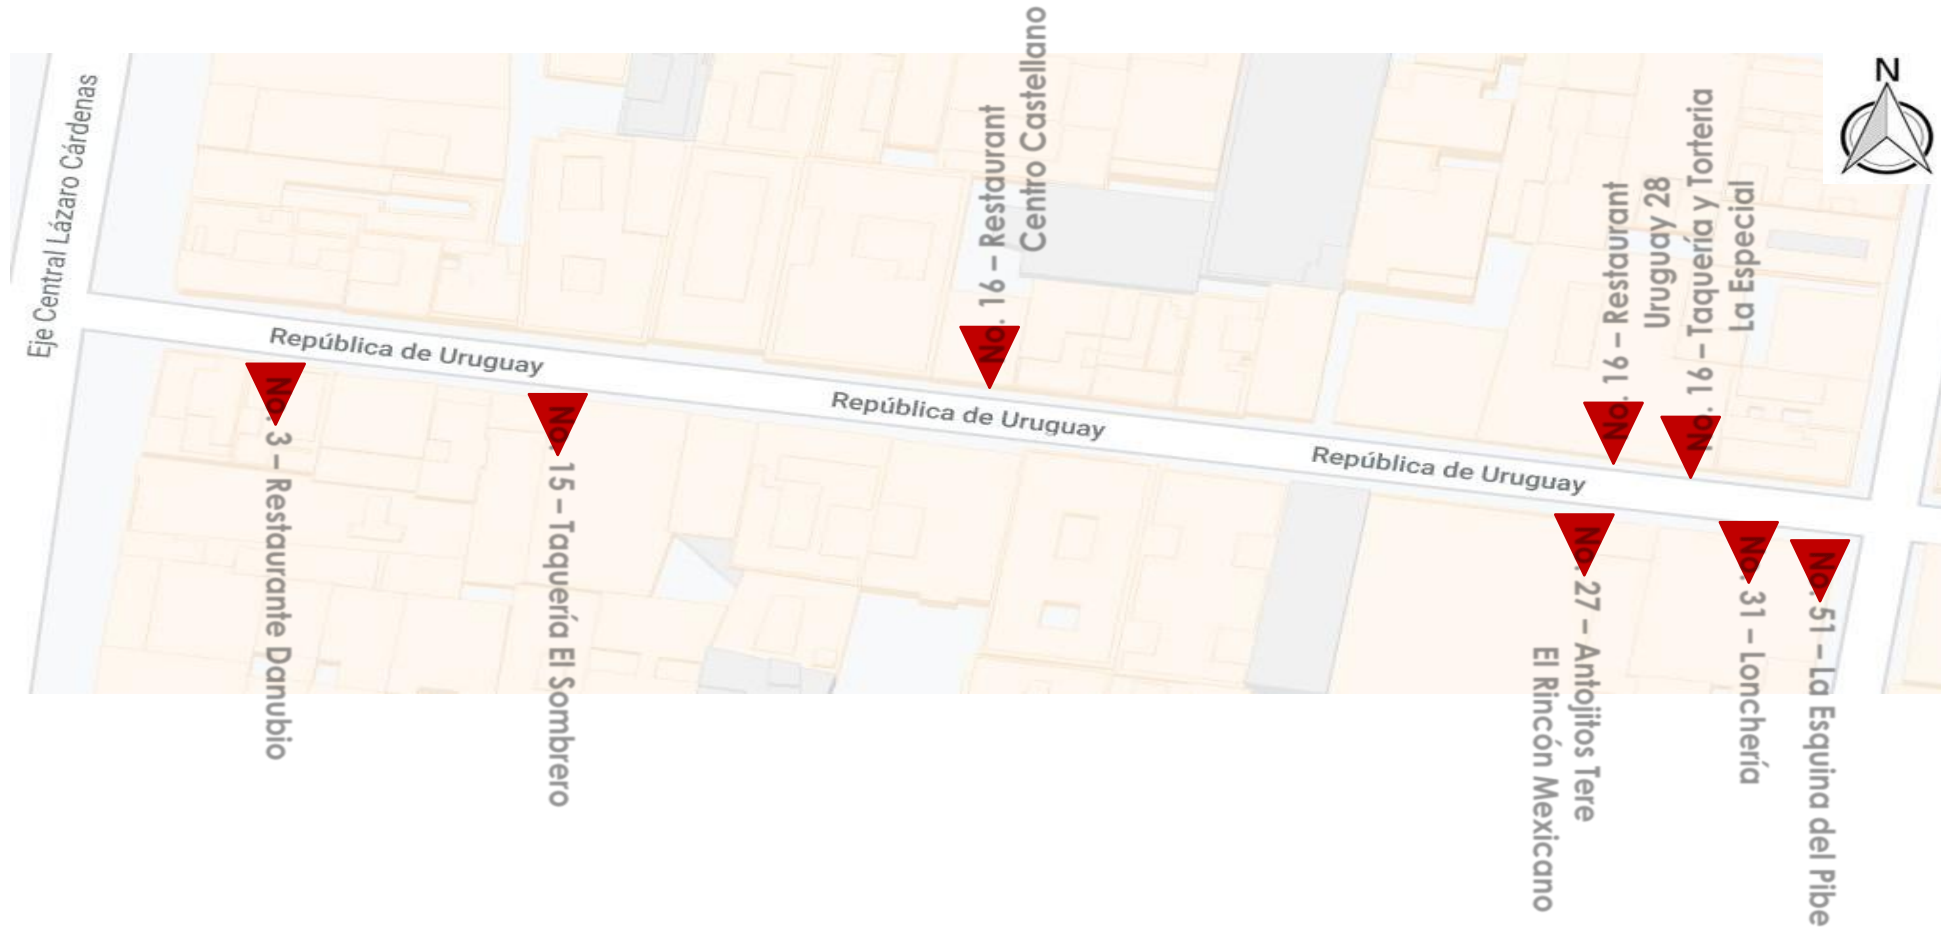 N
Eje Central Lázaro Cárdenas
República de Uruguay
República de Uruguay
República de Uruguay
No. 16 – Restaurant
Centro Castellano
No. 16 – Restaurant
Uruguay 28
No. 16 – Taquería y Torteria
La Especial
No. 3 – Restaurante Danubio
No. 15 – Taquería El Sombrero
No. 27 – Antojitos Tere
El Rincón Mexicano
No. 31 – Lonchería
No. 51 – La Esquina del Pibe